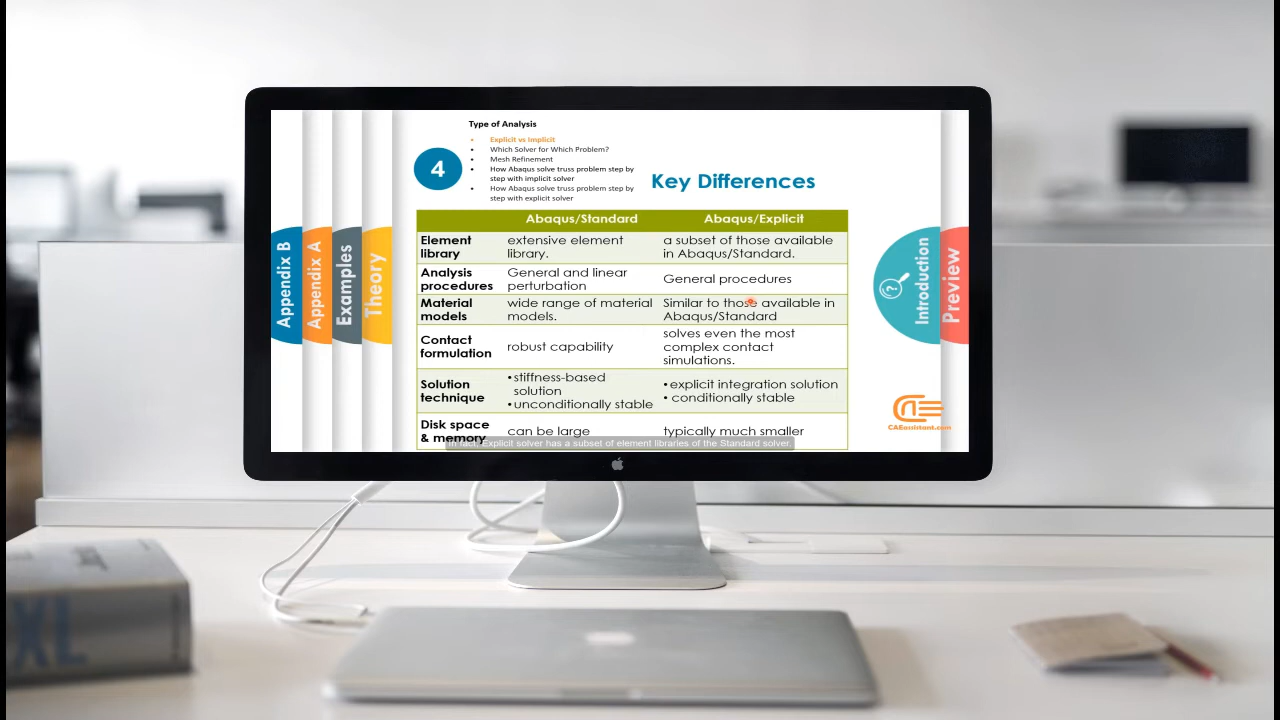 Type of Analysis
• Explicit vs Implicit
• Which Solver for Which Problem?
• Mesh Refinement
• How Abaqus solve truss problem step by
step with implicit solver
• How Abaqus solve truss problem step by
step with explicit solver
4
Key Differences
Abaqus/Standard
Abaqus/Explicit
Element
library
extensive element
library.
a subset of those available
in Abaqus/Standard.
Analysis
procedures
General and linear
perturbation
General procedures
Material
models
wide range of material
models.
Similar to those available in
Abaqus/Standard
Contact
formulation
robust capability
solves even the most
complex contact
simulations.
Solution
technique
•stiffness-based
solution
•unconditionally stable
•explicit integration solution
• conditionally stable
Disk space
& memory
can be large
typically much smaller
In fact, Explicit solver has a subset of element libraries of the Standard solver.
Appendix B
Appendix A
Examples
Theory
Introduction
Preview
?
CAEassistant.com
XL